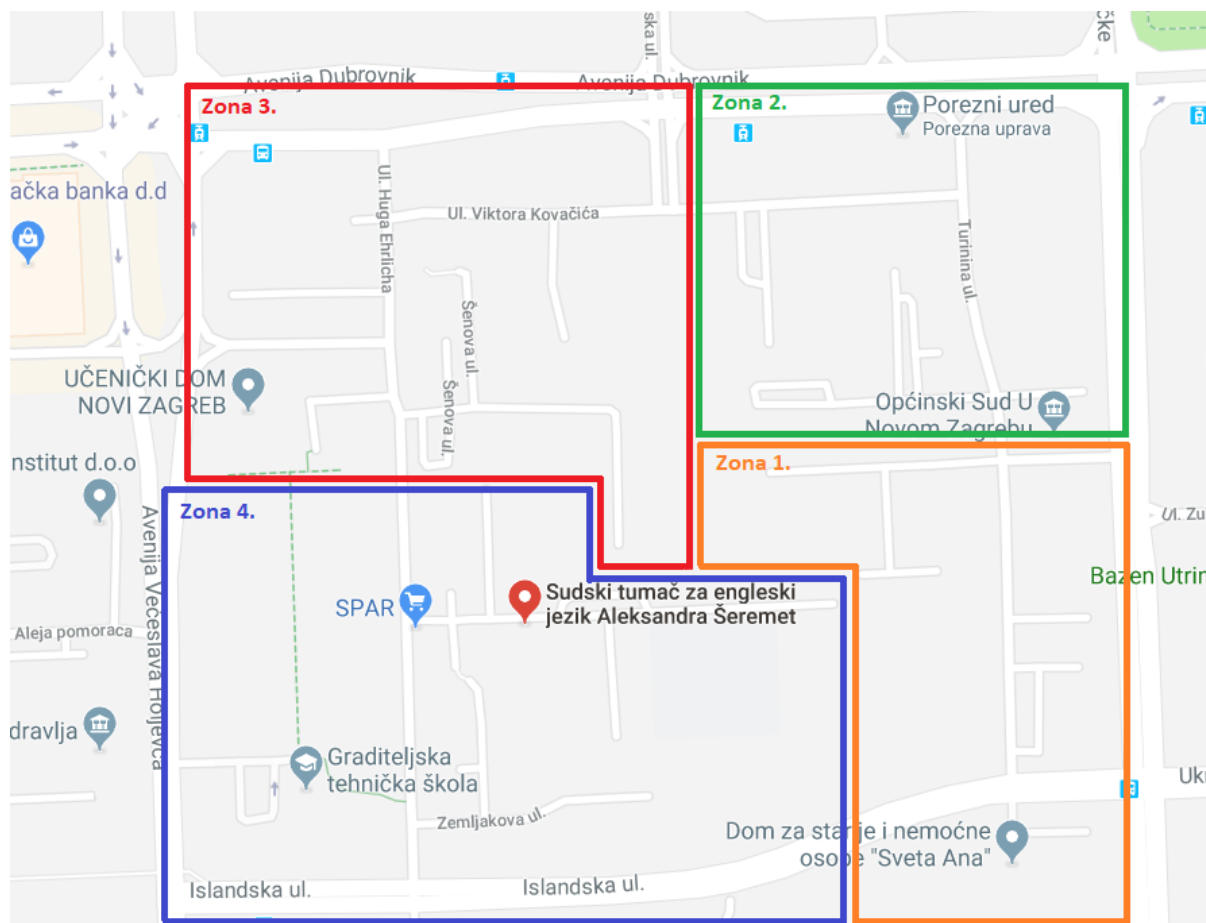 čke
ska ul.
Avenija Dubrovnik
Avenija Dubrovnik
Zona 3.
Zona 2.
Porezni ured
Porezna uprava
ačka banka d.d
Ul. Huga Ehrlicha
Ul. Viktora Kovačića
Turinina ul.
Šenova ul.
Šenova ul.
UČENIČKI DOM
NOVI ZAGREB
Općinski Sud U
Novom Zagrebu
nstitut d.o.o
Zona 1.
Zona 4.
Avenija Većeslava Holjevca
Ul. Zu
Bazen Utrin
SPAR
Sudski tumač za engleski
jezik Aleksandra Šeremet
Aleja pomoraca
dravlja
Graditeljska
tehnička škola
Ukr
Zemljakova ul.
Dom za starije i nemoćne
osobe "Sveta Ana"
Islandska ul.
Islandska ul.